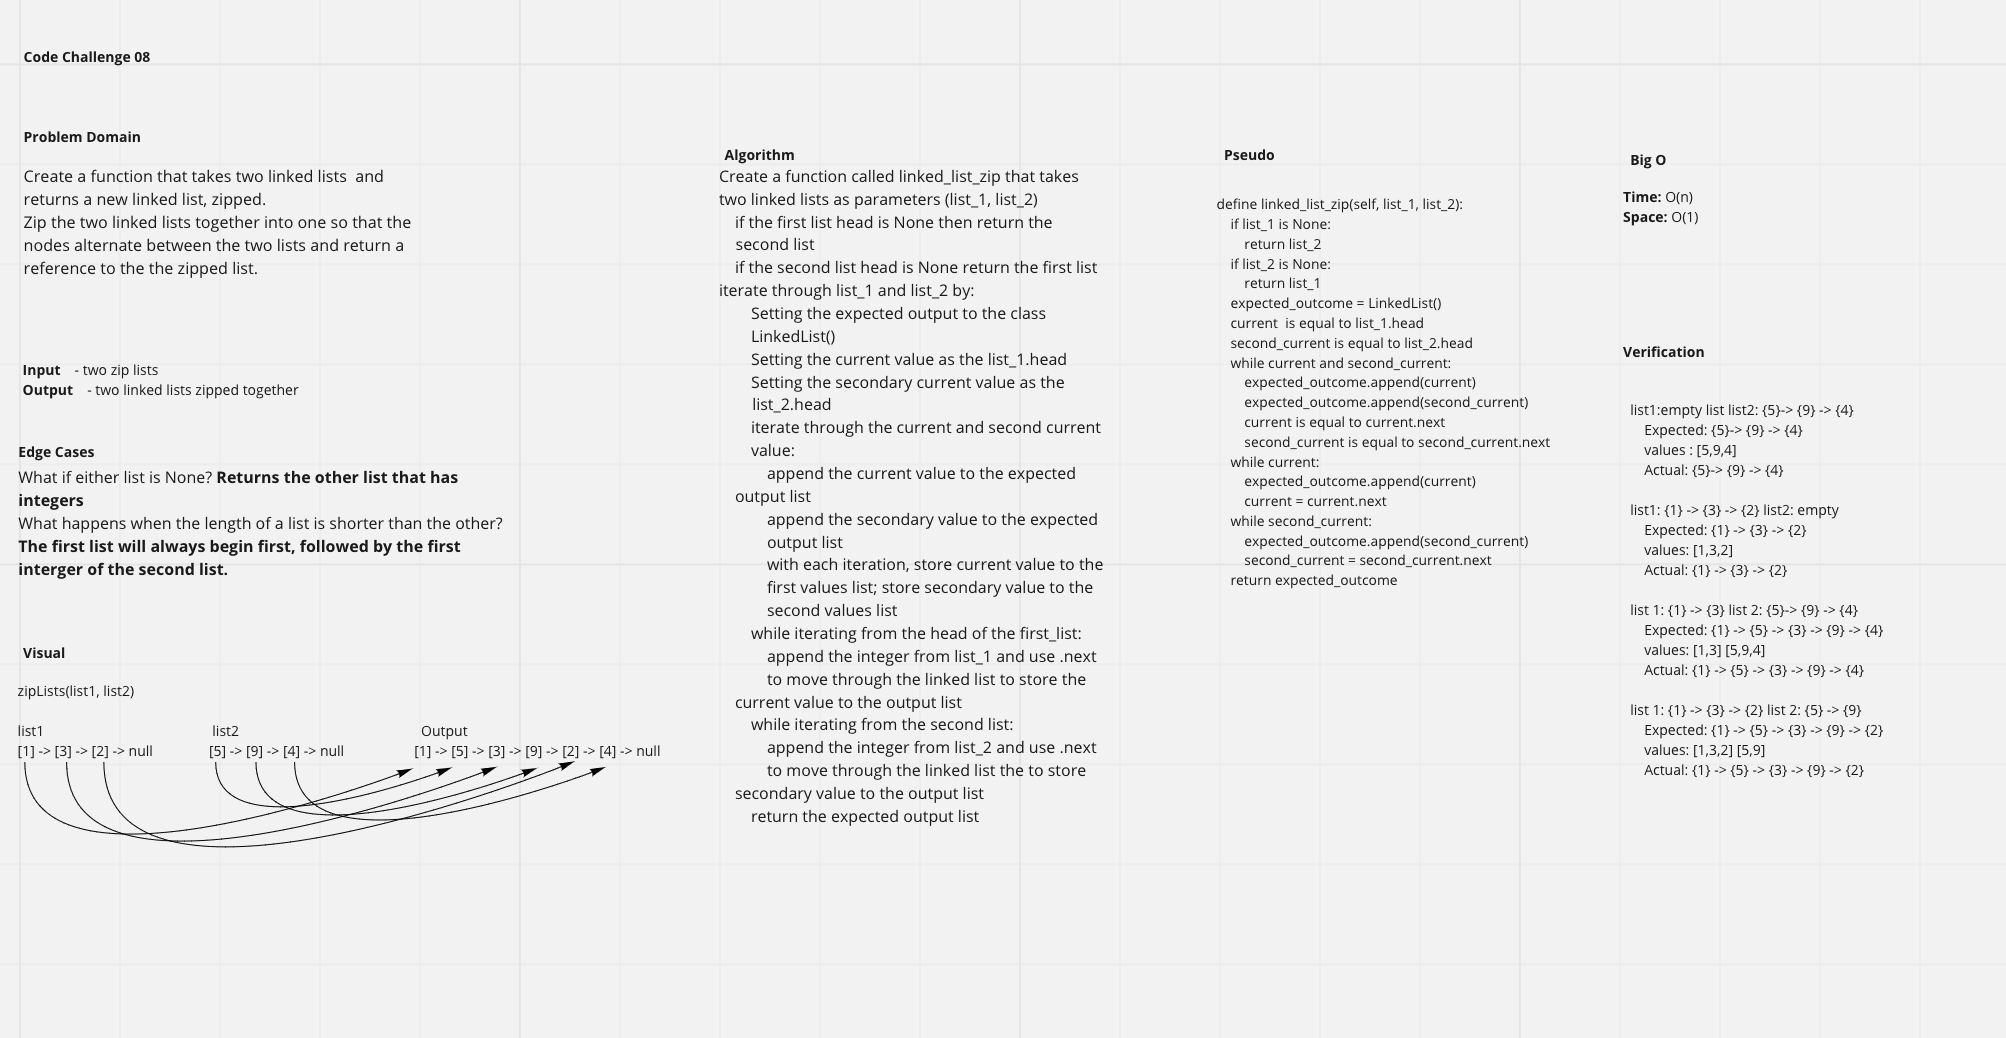 Code Challenge 08
Problem Domain
Create a function that takes two linked lists  and
returns a new linked list, zipped.
Zip the two linked lists together into one so that the
nodes alternate between the two lists and return a
reference to the the zipped list.
Input   - two zip lists
Output   - two linked lists zipped together
Edge Cases
What if either list is None? Returns the other list that has
integers
What happens when the length of a list is shorter than the other?
The first list will always begin first, followed by the first
interger of the second list.
Visual
zipLists(list1, list2)
list1   list2   Output
[1] -> [3] -> [2] -> null   [5] -> [9] -> [4] -> null   [1] -> [5] -> [3] -> [9] -> [2] -> [4] -> null
Algorithm
Create a function called linked_list_zip that takes
two linked lists as parameters (list_1, list_2)
if the first list head is None then return the
second list
if the second list head is None return the first list
iterate through list_1 and list_2 by:
Setting the expected output to the class
LinkedList()
Setting the current value as the list_1.head
Setting the secondary current value as the
list_2.head
iterate through the current and second current
value:
append the current value to the expected
output list
append the secondary value to the expected
output list
with each iteration, store current value to the
first values list; store secondary value to the
second values list
while iterating from the head of the first_list:
append the integer from list_1 and use .next
to move through the linked list to store the
current value to the output list
while iterating from the second list:
append the integer from list_2 and use .next
to move through the linked list the to store
secondary value to the output list
return the expected output list
Pseudo
define linked_list_zip(self, list_1, list_2):
if list_1 is None:
return list_2
if list_2 is None:
return list_1
expected_outcome = LinkedList()
current  is equal to list_1.head
second_current is equal to list_2.head
while current and second_current:
expected_outcome.append(current)
expected_outcome.append(second_current)
current is equal to current.next
second_current is equal to second_current.next
while current:
expected_outcome.append(current)
current = current.next
while second_current:
expected_outcome.append(second_current)
second_current = second_current.next
return expected_outcome
Big O
Time: O(n)
Space: O(1)
Verification
list1:empty list list2: {5}-> {9} -> {4}
Expected: {5}-> {9} -> {4}
values : [5,9,4]
Actual: {5}-> {9} -> {4}
list1: {1} -> {3} -> {2} list2: empty
Expected: {1} -> {3} -> {2}
values: [1,3,2]
Actual: {1} -> {3} -> {2}
list 1: {1} -> {3} list 2: {5}-> {9} -> {4}
Expected: {1} -> {5} -> {3} -> {9} -> {4}
values: [1,3] [5,9,4]
Actual: {1} -> {5} -> {3} -> {9} -> {4}
list 1: {1} -> {3} -> {2} list 2: {5} -> {9}
Expected: {1} -> {5} -> {3} -> {9} -> {2}
values: [1,3,2] [5,9]
Actual: {1} -> {5} -> {3} -> {9} -> {2}